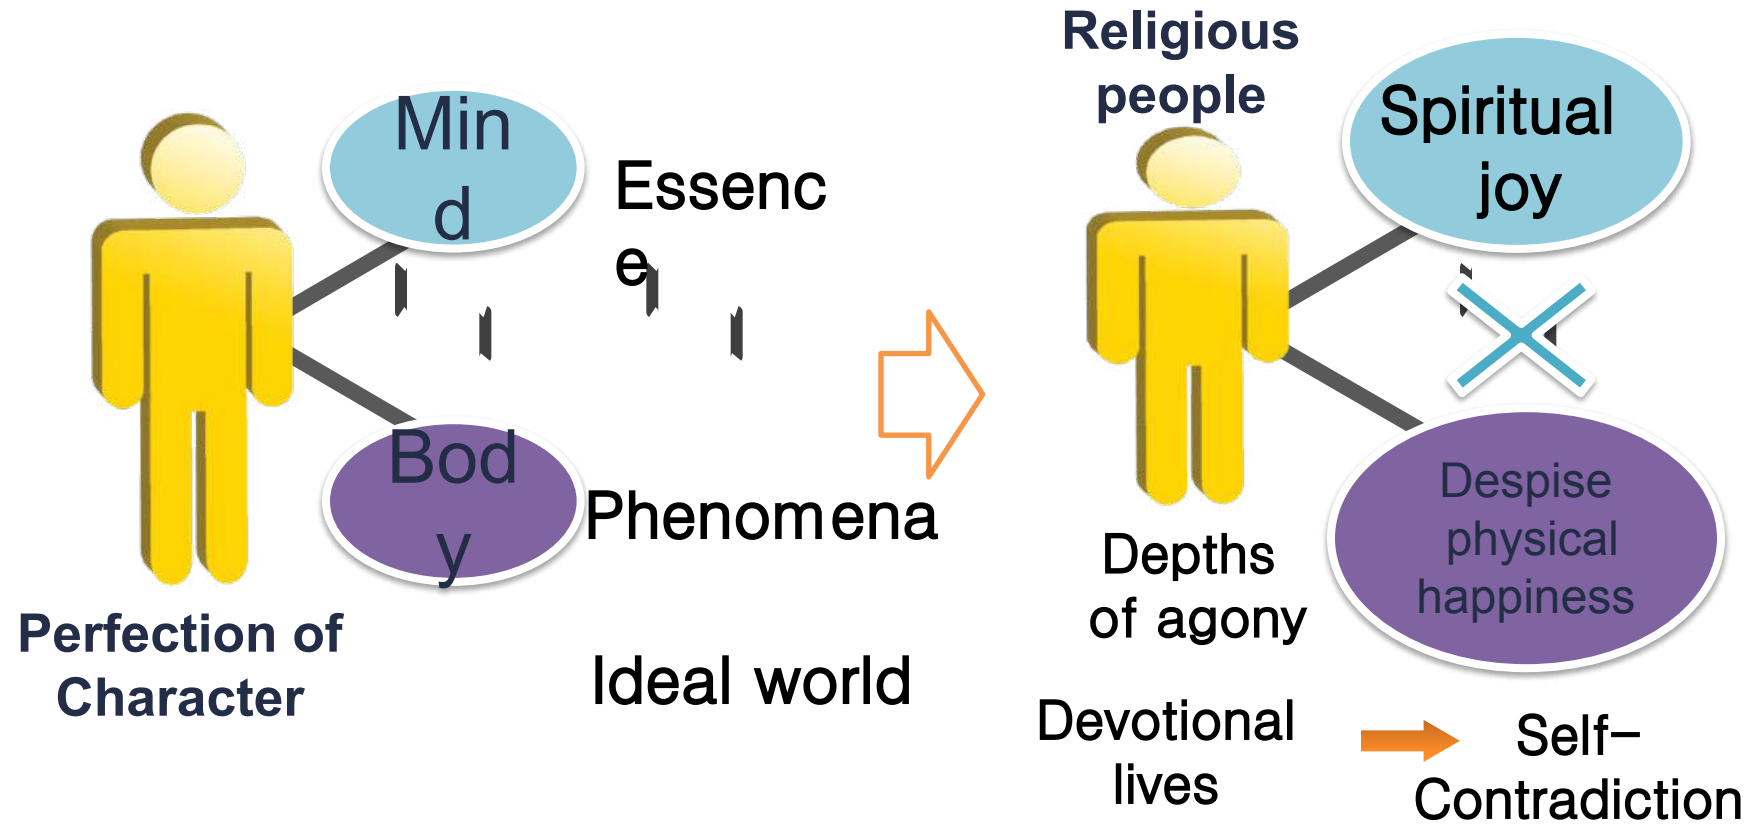 Min
d
Essenc
e
Body
Phenomena
Perfection of
Character
Ideal world
Religious
people
Spiritual
joy
Despise
physical
happiness
Depths
of agony
Devotional
lives
Self-
Contradiction